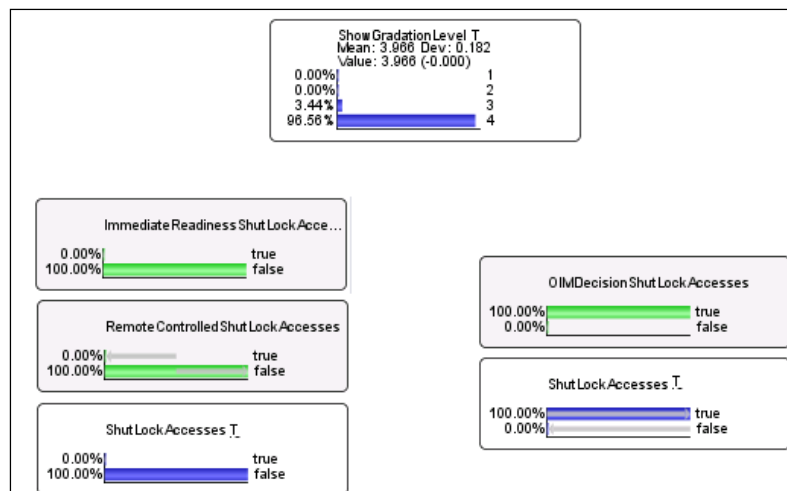 Show Gradation Level T
Mean: 3.966 Dev: 0.182
Value: 3.966 (-0.000)
0.00% 1
0.00% 2
3.44% 3
96.56% 4
Immediate Readiness Shut Lock Acce...
0.00% true
100.00% false
Remote Controlled Shut Lock Accesses
0.00% true
100.00% false
Shut Lock Accesses T
0.00% true
100.00% false
OIM Decision Shut Lock Accesses
100.00% true
0.00% false
Shut Lock Accesses T
100.00% true
0.00% false